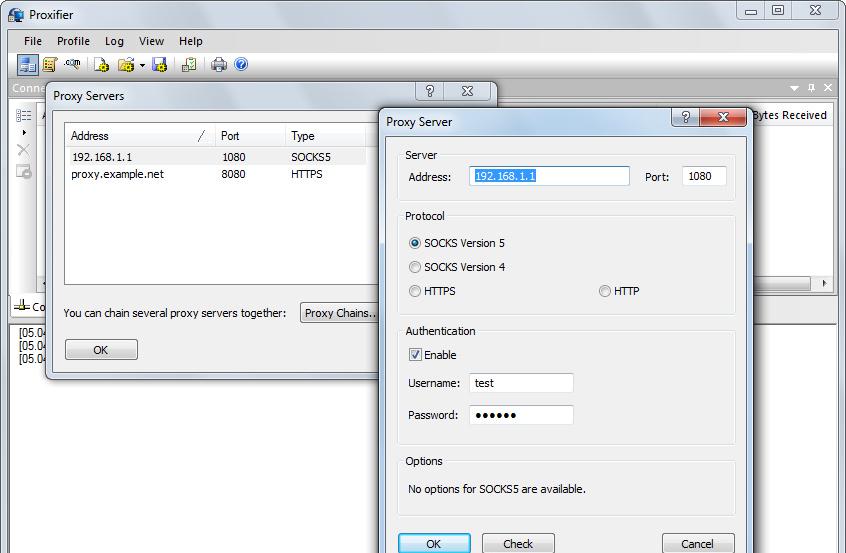 Proxifier
File Profile Log View Help
.com
Conne
Proxy Servers
Address Port Type
192.168.1.1 1080 SOCKS5
proxy.example.net 8080 HTTPS
You can chain several proxy servers together: Proxy Chains..
OK
Proxy Server
Bytes Received
Server
Address: 192.168.1.1 Port: 1080
Protocol
SOCKS Version 5
SOCKS Version 4
HTTPS HTTP
Authentication
Enable
Username: test
Password: ••••••
Options
No options for SOCKS5 are available.
OK Check Cancel
Co
[05.04
[05.04
[05.04